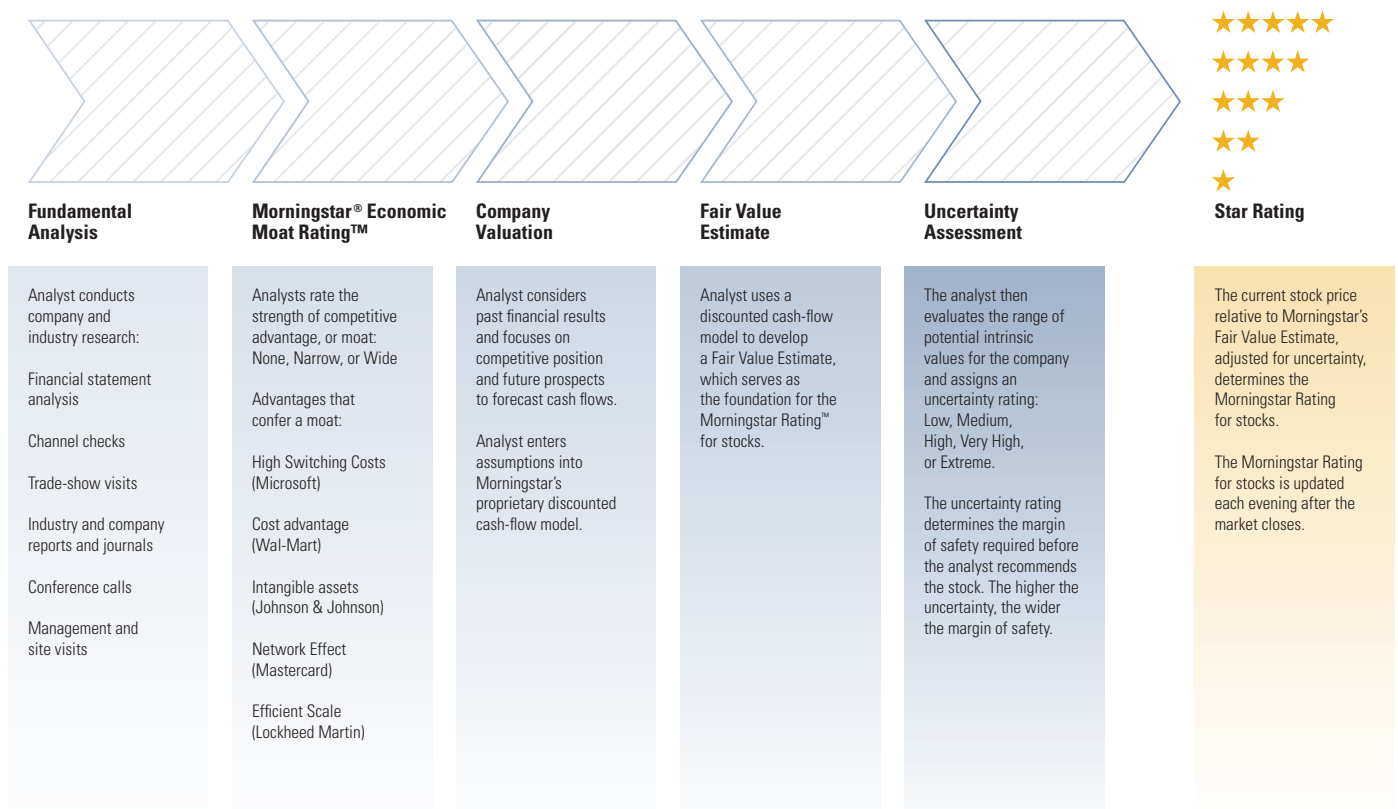 Fundamental
Analysis
Morningstar® Economic
Moat Rating™
Company
Valuation
Fair Value
Estimate
Uncertainty
Assessment
Star Rating
Analyst conducts
company and
industry research:
Financial statement
analysis
Channel checks
Trade-show visits
Industry and company
reports and journals
Conference calls
Management and
site visits
Analysts rate the
strength of competitive
advantage, or moat:
None, Narrow, or Wide
Advantages that
confer a moat:
High Switching Costs
(Microsoft)
Cost advantage
(Wal-Mart)
Intangible assets
(Johnson & Johnson)
Network Effect
(Mastercard)
Efficient Scale
(Lockheed Martin)
Analyst considers
past financial results
and focuses on
competitive position
and future prospects
to forecast cash flows.
Analyst enters
assumptions into
Morningstar’s
proprietary discounted
cash-flow model.
Analyst uses a
discounted cash-flow
model to develop
a Fair Value Estimate,
which serves as
the foundation for the
Morningstar Rating™
for stocks.
The analyst then
evaluates the range of
potential intrinsic
values for the company
and assigns an
uncertainty rating:
Low, Medium,
High, Very High,
or Extreme.
The uncertainty rating
determines the margin
of safety required before
the analyst recommends
the stock. The higher the
uncertainty, the wider
the margin of safety.
The current stock price
relative to Morningstar’s
Fair Value Estimate,
adjusted for uncertainty,
determines the
Morningstar Rating
for stocks.
The Morningstar Rating
for stocks is updated
each evening after the
market closes.